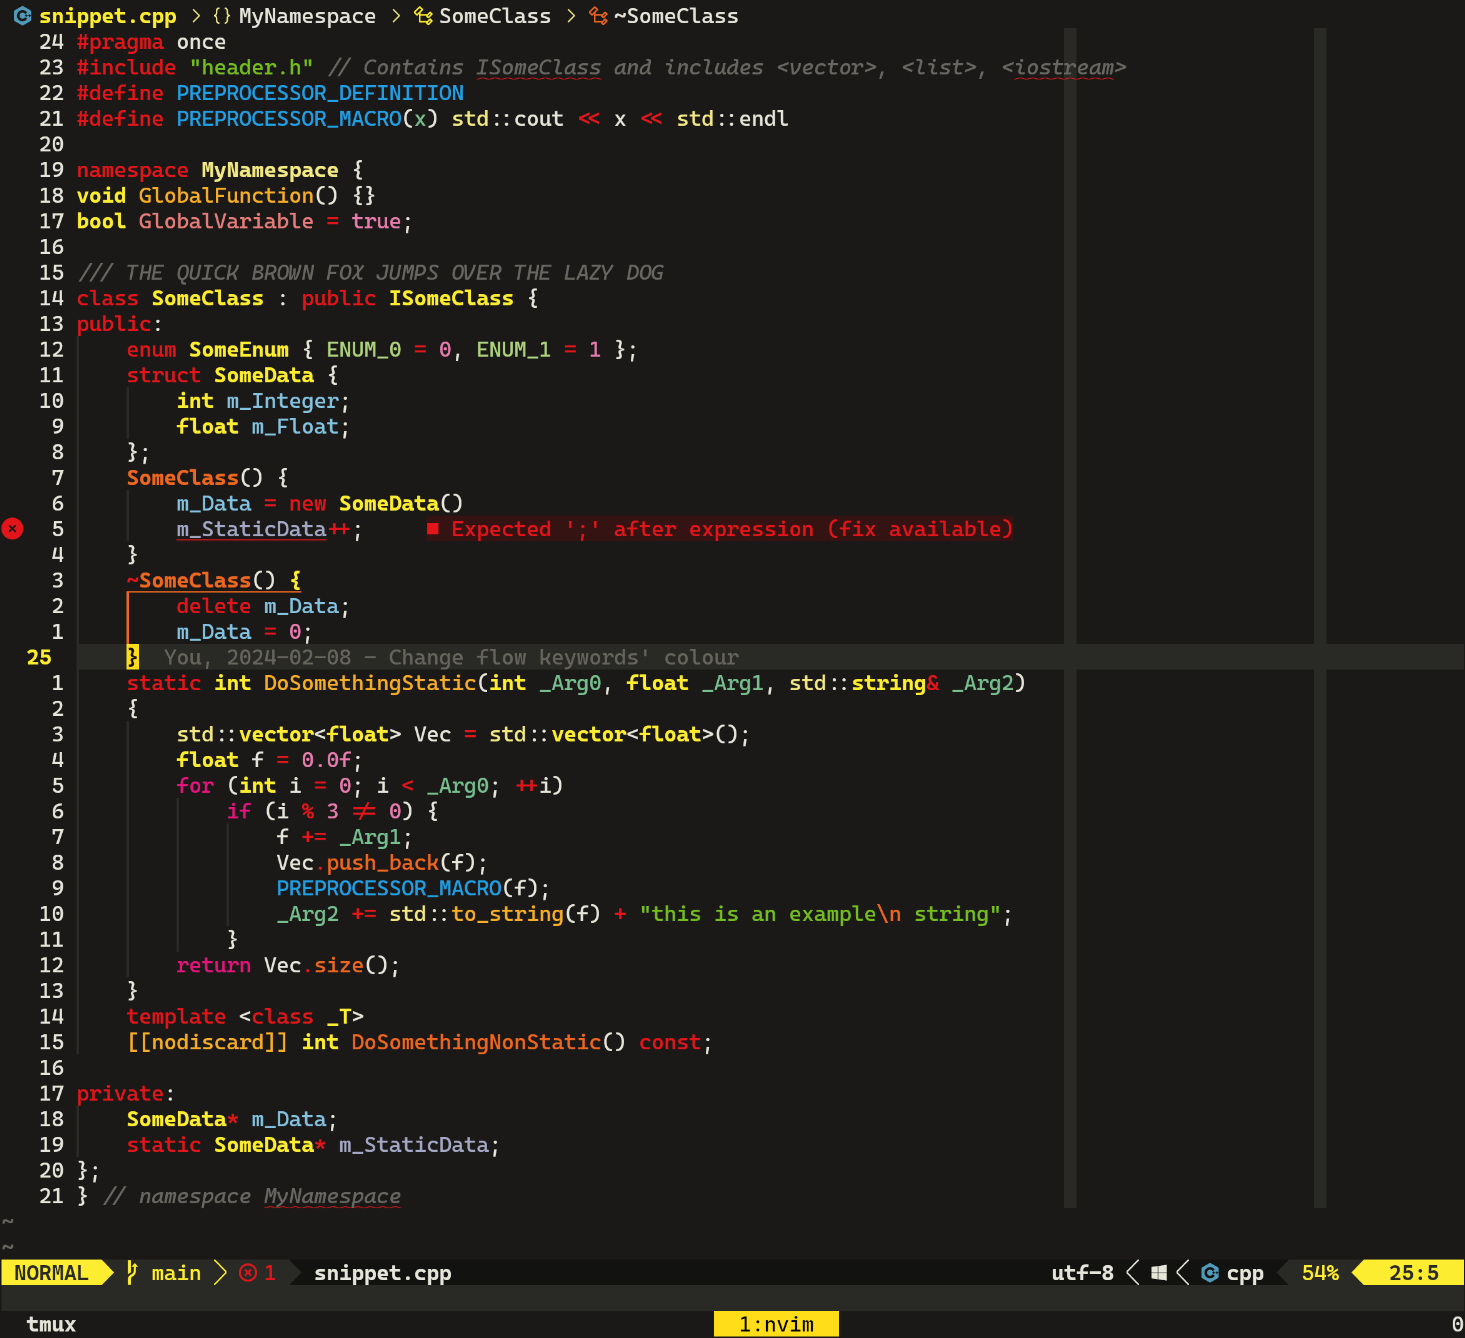 snippet.cpp > {} MyNamespace > SomeClass > ~SomeClass
24 #pragma once
23 #include "header.h" // Contains ISomeClass and includes <vector>, <list>, <iostream>
22 #define PREPROCESSOR_DEFINITION
21 #define PREPROCESSOR_MACRO(x) std::cout << x << std::endl
20
19 namespace MyNamespace {
18 void GlobalFunction() {}
17 bool GlobalVariable = true;
16
15 /// THE QUICK BROWN FOX JUMPS OVER THE LAZY DOG
14 class SomeClass : public ISomeClass {
13 public:
12     enum SomeEnum { ENUM_0 = 0, ENUM_1 = 1 };
11     struct SomeData {
10         int m_Integer;
9         float m_Float;
8     };
7     SomeClass() {
6         m_Data = new SomeData()
5         m_StaticData++;     ■ Expected ';' after expression (fix available)
4     }
3     ~SomeClass() {
2         delete m_Data;
1         m_Data = 0;
25     }  You, 2024-02-08 - Change flow keywords' colour
1     static int DoSomethingStatic(int _Arg0, float _Arg1, std::string& _Arg2)
2     {
3         std::vector<float> Vec = std::vector<float>();
4         float f = 0.0f;
5         for (int i = 0; i < _Arg0; ++i)
6             if (i % 3 != 0) {
7                 f += _Arg1;
8                 Vec.push_back(f);
9                 PREPROCESSOR_MACRO(f);
10                 _Arg2 += std::to_string(f) + "this is an example\n string";
11             }
12         return Vec.size();
13     }
14     template <class _T>
15     [[nodiscard]] int DoSomethingNonStatic() const;
16
17 private:
18     SomeData* m_Data;
19     static SomeData* m_StaticData;
20 };
21 } // namespace MyNamespace
~
~
NORMAL main 1 snippet.cpp utf-8 cpp 54% 25:5
tmux 1:nvim 0